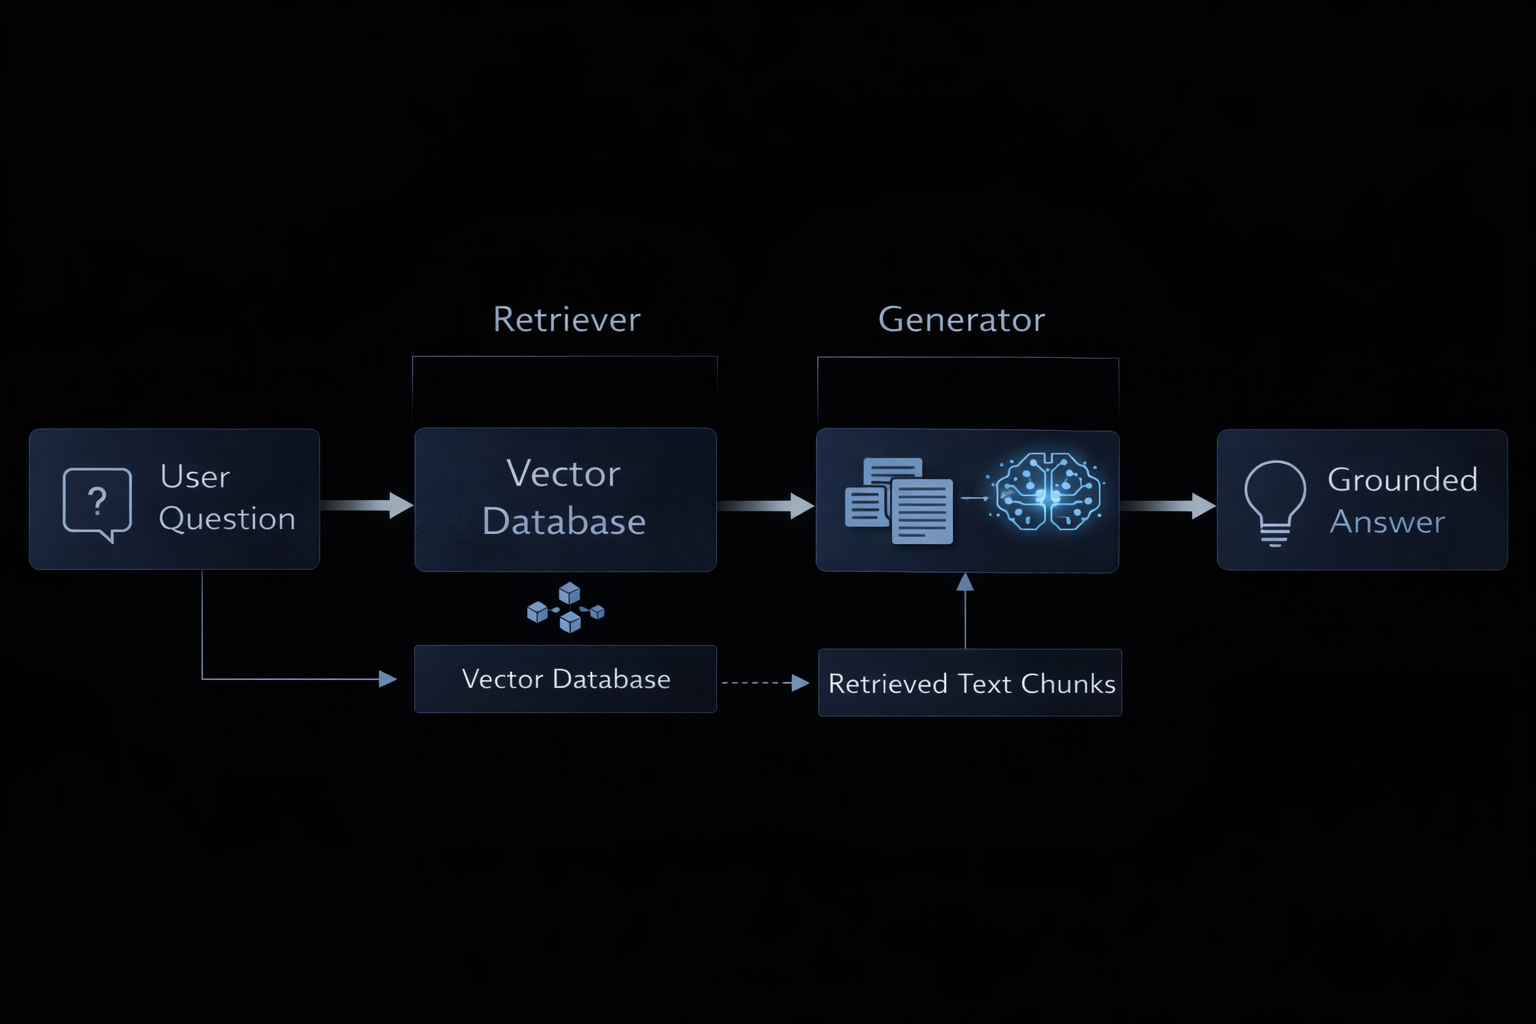 Retriever
Generator
User
Question
?
Vector
Database
Grounded
Answer
Vector Database
Retrieved Text Chunks